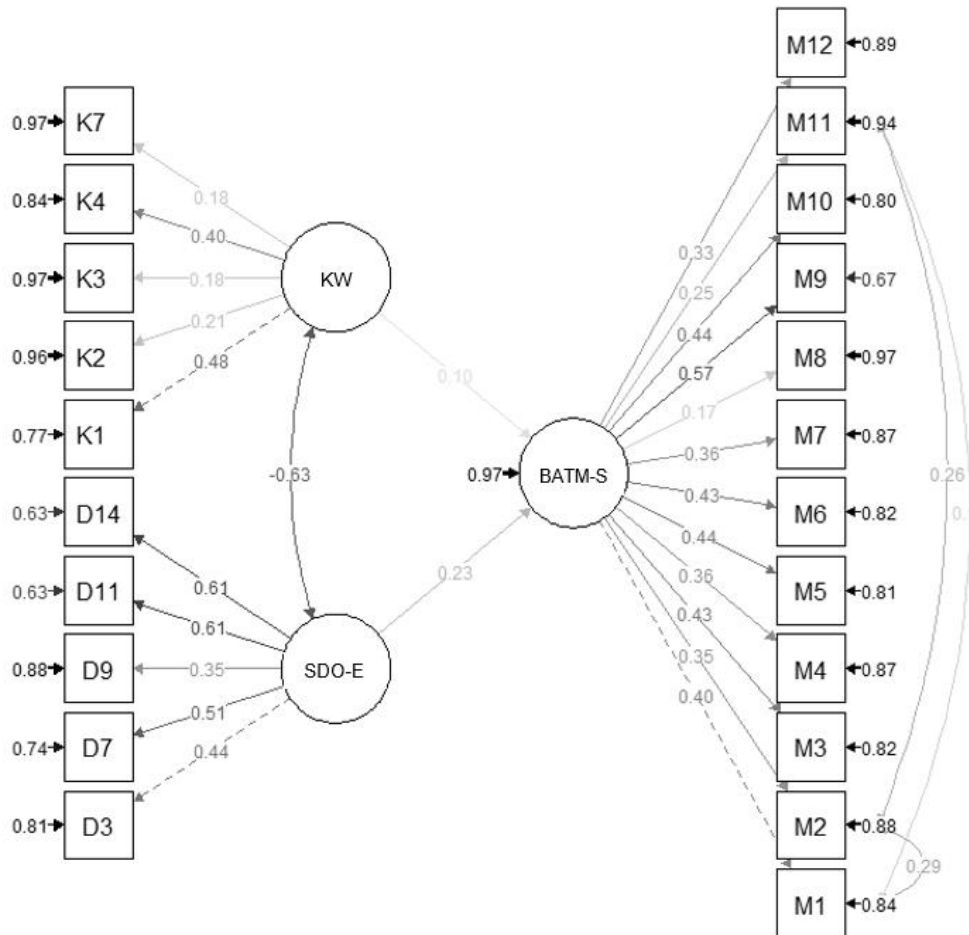 M12
0.89
0.97 K7
M11
0.94
0.84 K4
0.18
M10
0.80
0.40
0.97 K3
0.18
KW
0.33
M9
0.67
0.25
0.96 K2
0.21
0.44
M8
0.97
0.48
0.10
0.57
0.17
0.77 K1
0.36
M7
0.87
-0.63
0.97
BATM-S
0.26
0.43
0.63 D14
M6
0.82
0.44
0.23
0.36
0.63 D11
0.61
M5
0.81
0.61
0.43
0.88 D9
0.35
SDO-E
0.35
M4
0.87
0.51
0.40
0.74 D7
0.44
M3
0.82
0.81 D3
M2
0.88
0.29
M1
0.84